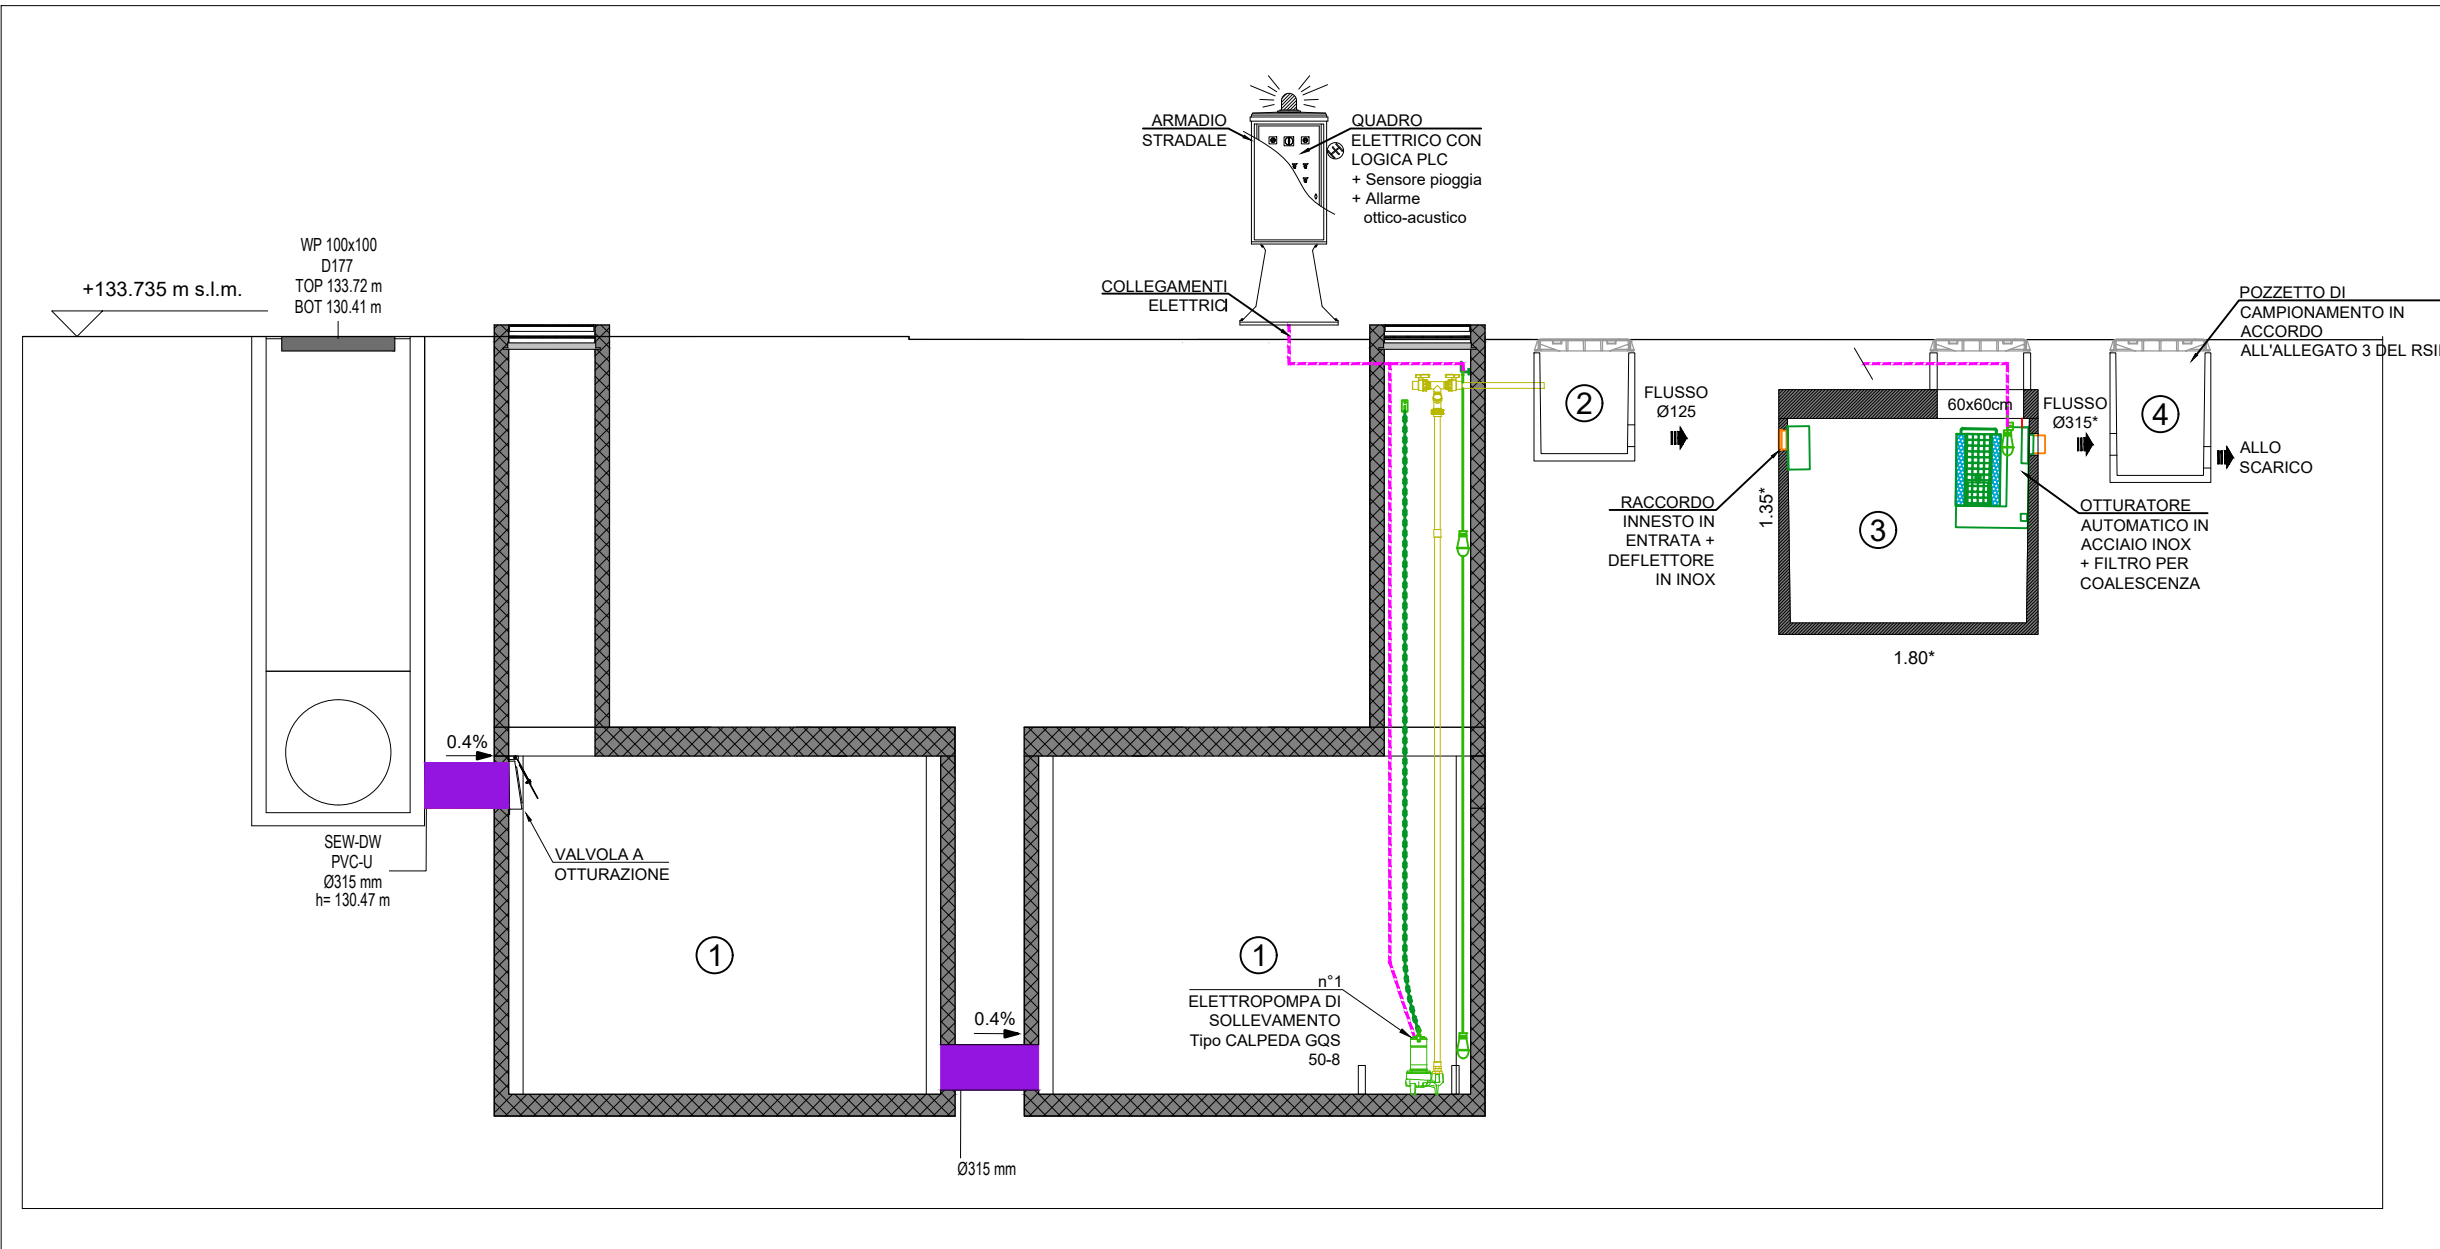 ARMADIO
STRADALE
QUADRO
ELETTRICO CON
LOGICA PLC
+ Sensore pioggia
+ Allarme
ottico-acustico
WP 100x100
D177
TOP 133.72 m
BOT 130.41 m
+133.735 m s.l.m.
COLLEGAMENTI
ELETTRICI
POZZETTO DI
CAMPIONAMENTO IN
ACCORDO
ALL'ALLEGATO 3 DEL
2
FLUSSO
Ø125
60x60cm
FLUSSO
Ø315*
4
ALLO
SCARICO
RACCORDO
INNESTO IN
ENTRATA +
DEFLETTORE
IN INOX
1.35*
3
OTTURATORE
AUTOMATICO IN
ACCIAIO INOX
+ FILTRO PER
COALESCENZA
1.80*
0.4%
SEW-DW
PVC-U
Ø315 mm
h= 130.47 m
VALVOLA A
OTTURAZIONE
1
1
n°1
ELETTROPOMPA DI
SOLLEVAMENTO
Tipo CALPEDA GQS
50-8
0.4%
Ø315 mm